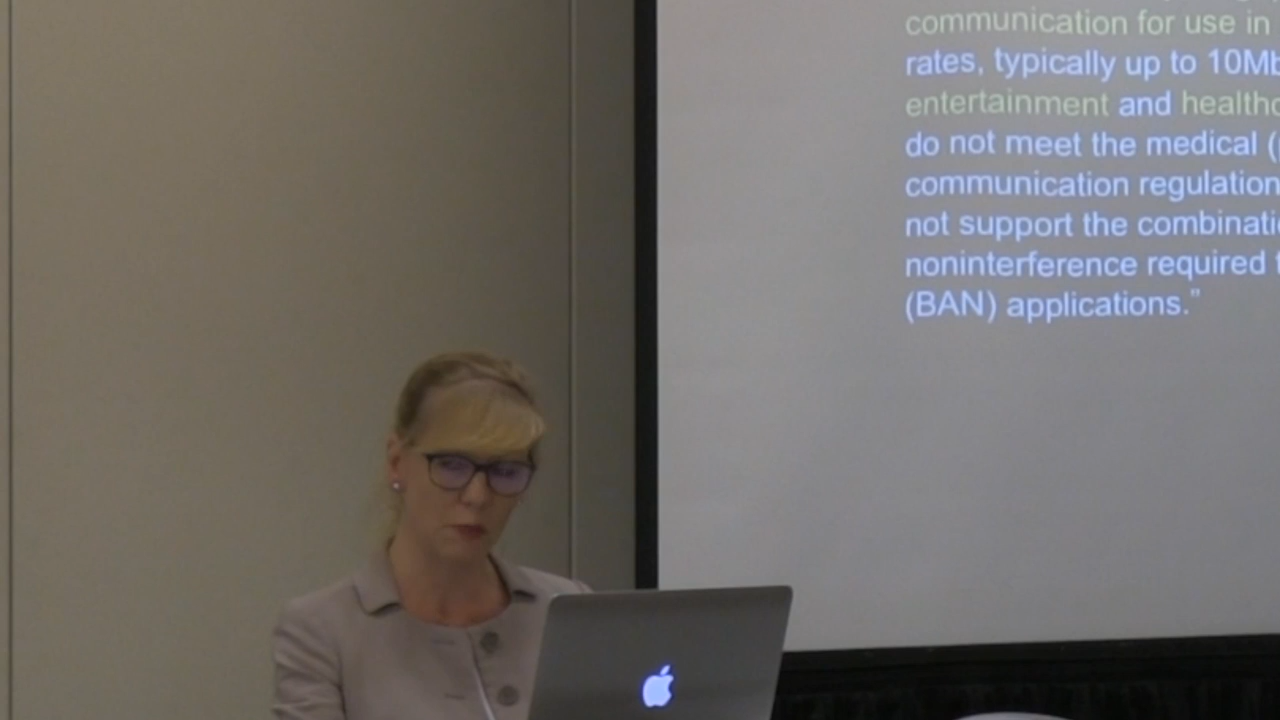 communication for use in
rates, typically up to 10Mb
entertainment and healthc
do not meet the medical (
communication regulation
not support the combinati
noninterference required
(BAN) applications.”